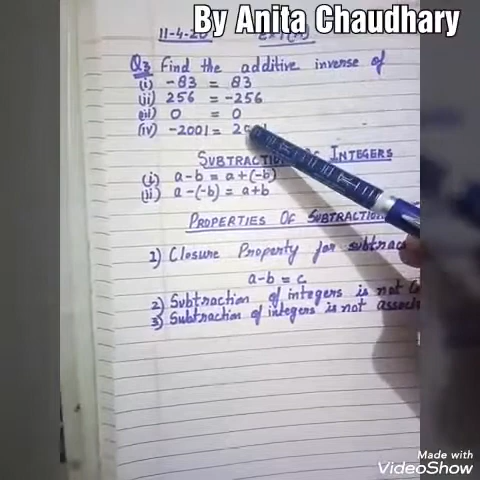 By Anita Chaudhary
11-4-20
Q3 Find the additive inverse of
(i) -83 = 83
(ii) 256 = -256
(iii) 0 = 0
(iv) -2001 =
OF INTEGERS
(i) a-b = a+(-b)
(ii) a-(-b) = a+b
PROPERTIES OF
1) Closure Property for
a-b = c
2) Subtraction of integers is not
3) Subtraction of integers is not
Made with
VideoShow